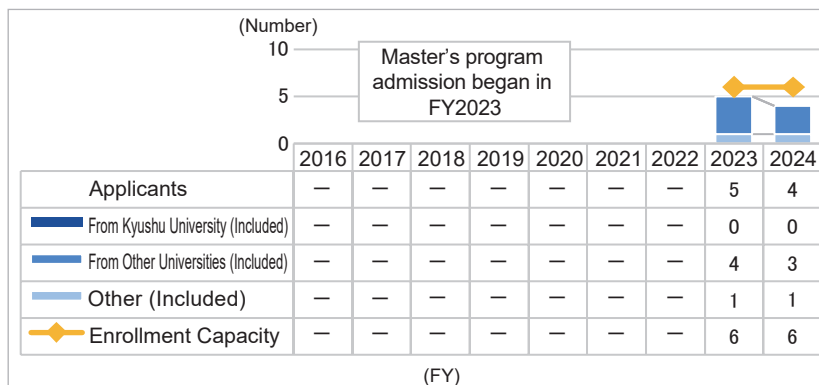 (Number)
10
5
0
Master's program
admission began in
FY2023
2016 2017 2018 2019 2020 2021 2022 2023 2024
Applicants — — — — — — — 5 4
From Kyushu University (Included) — — — — — — — 0 0
From Other Universities (Included) — — — — — — — 4 3
Other (Included) — — — — — — — 1 1
Enrollment Capacity — — — — — — — 6 6
(FY)